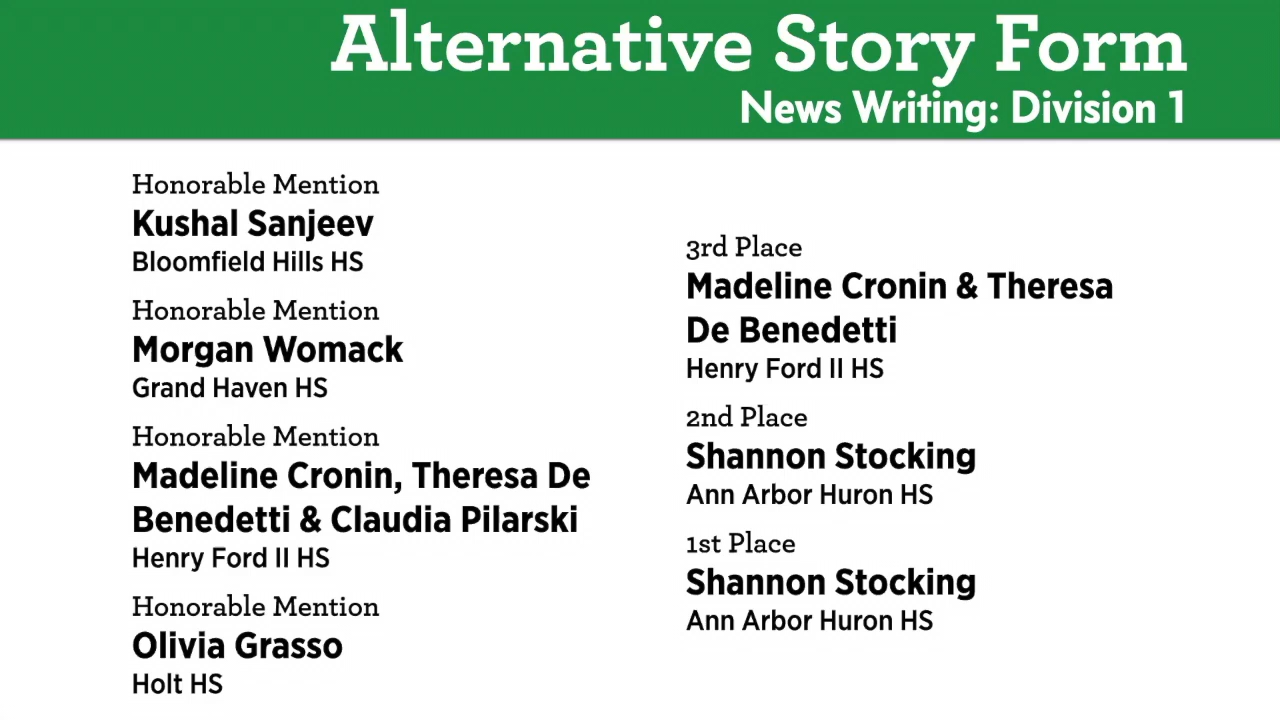 Alternative Story Form
News Writing: Division 1
Honorable Mention
Kushal Sanjeev
Bloomfield Hills HS
Honorable Mention
Morgan Womack
Grand Haven HS
Honorable Mention
Madeline Cronin, Theresa De
Benedetti & Claudia Pilarski
Henry Ford II HS
Honorable Mention
Olivia Grasso
Holt HS
3rd Place
Madeline Cronin & Theresa
De Benedetti
Henry Ford II HS
2nd Place
Shannon Stocking
Ann Arbor Huron HS
1st Place
Shannon Stocking
Ann Arbor Huron HS